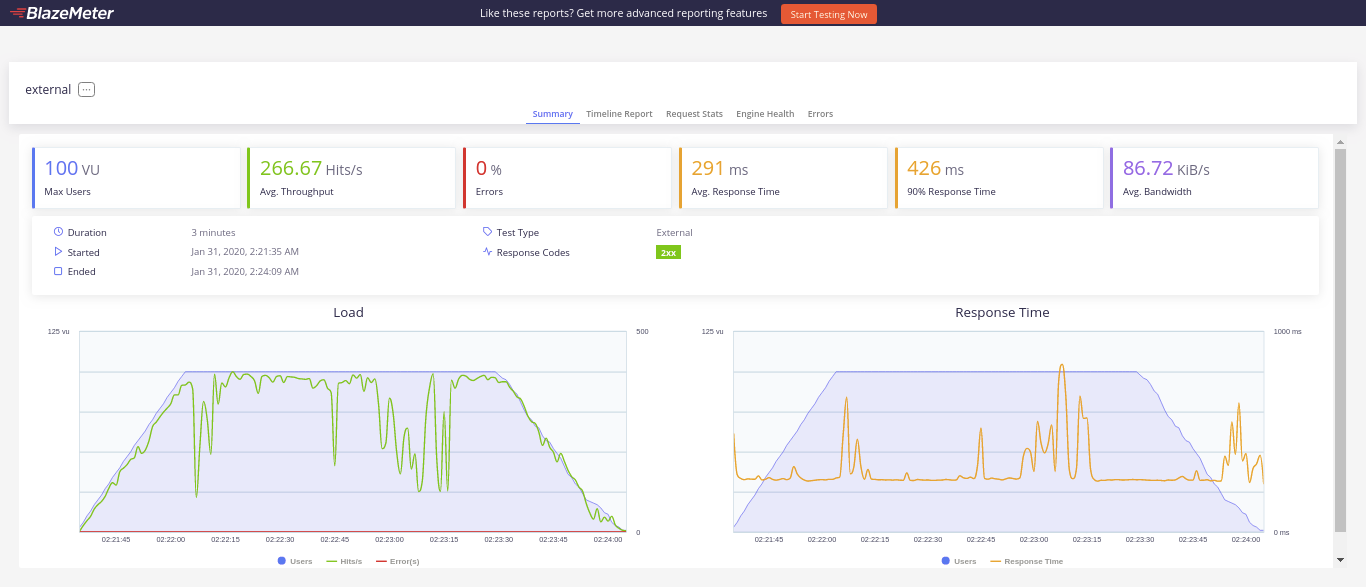 BlazeMeter
Like these reports? Get more advanced reporting features
Start Testing Now
external
Summary Timeline Report Request Stats Engine Health Errors
100 VU
Max Users
266.67 Hits/s
Avg. Throughput
0 %
Errors
291 ms
Avg. Response Time
426 ms
90% Response Time
86.72 KiB/s
Avg. Bandwidth
Duration 3 minutes
Started Jan 31, 2020, 2:21:35 AM
Ended Jan 31, 2020, 2:24:09 AM
Test Type External
Response Codes 2xx
Load
125 vu 500
0
02:21:45 02:22:00 02:22:15 02:22:30 02:22:45 02:23:00 02:23:15 02:23:30 02:23:45 02:24:00
Users Hits/s Error(s)
Response Time
125 vu 1000 ms
0 ms
02:21:45 02:22:00 02:22:15 02:22:30 02:22:45 02:23:00 02:23:15 02:23:30 02:23:45 02:24:00
Users Response Time